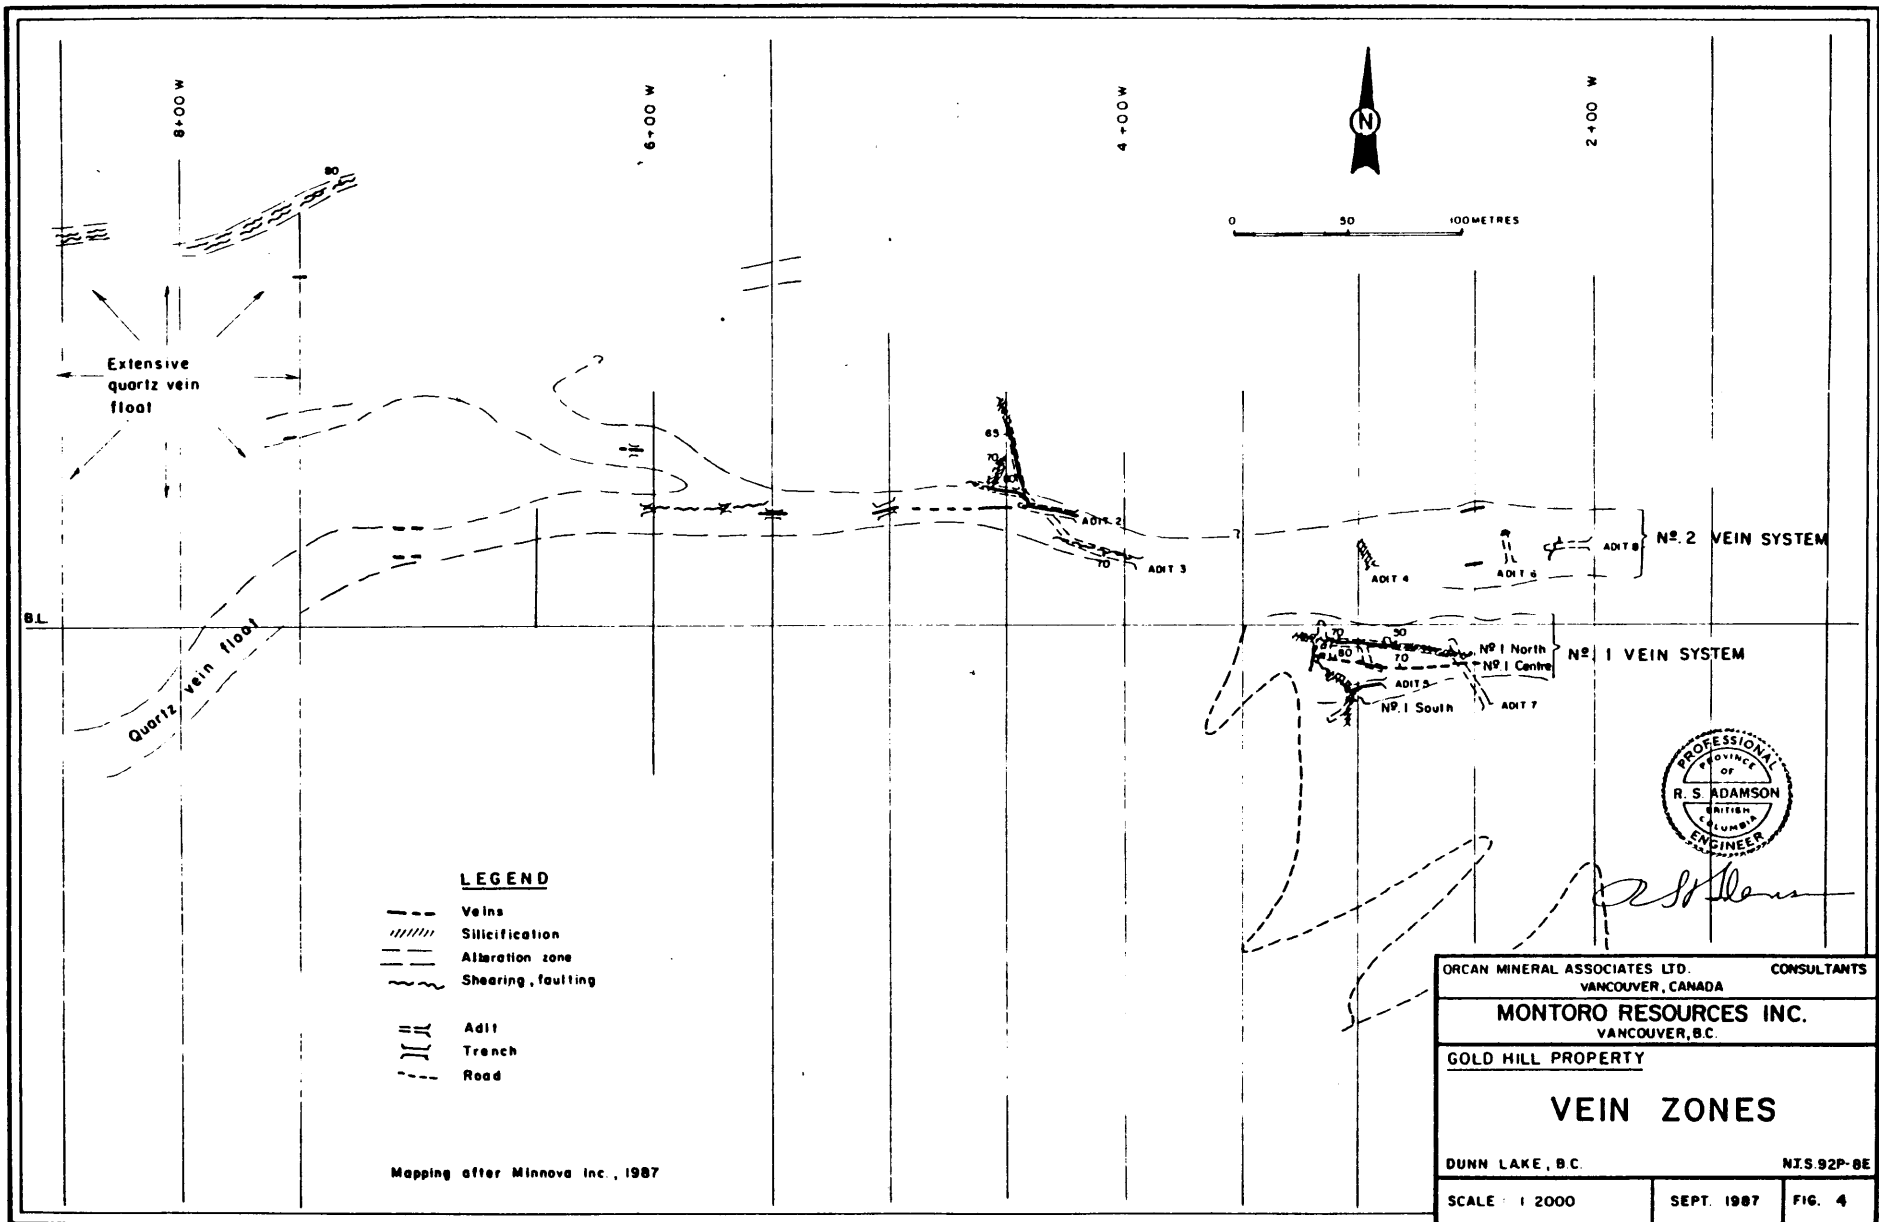 8+00 W
6+00 W
4+00 W
2+00 W
N
0 50 100 METRES
80
Extensive
quartz vein
float
65
70
80
ADIT 2
70
ADIT 3
ADIT 4
ADIT 6
ADIT 8
Nº. 2 VEIN SYSTEM
B.L.
Quartz vein float
70
50
80
70
Nº. 1 North
Nº. 1 Centre
Nº. 1 VEIN SYSTEM
ADIT 5
Nº. 1 South
ADIT 7
PROFESSIONAL
PROVINCE
OF
R. S. ADAMSON
BRITISH
COLUMBIA
ENGINEER
LEGEND
Veins
Silicification
Alteration zone
Shearing, faulting
Adit
Trench
Road
Mapping after Minnova Inc., 1987
ORCAN MINERAL ASSOCIATES LTD. CONSULTANTS
VANCOUVER, CANADA
MONTORO RESOURCES INC.
VANCOUVER, B.C.
GOLD HILL PROPERTY
VEIN ZONES
DUNN LAKE, B.C. N.T.S. 92P-8E
SCALE : 1 2000 SEPT. 1987 FIG. 4